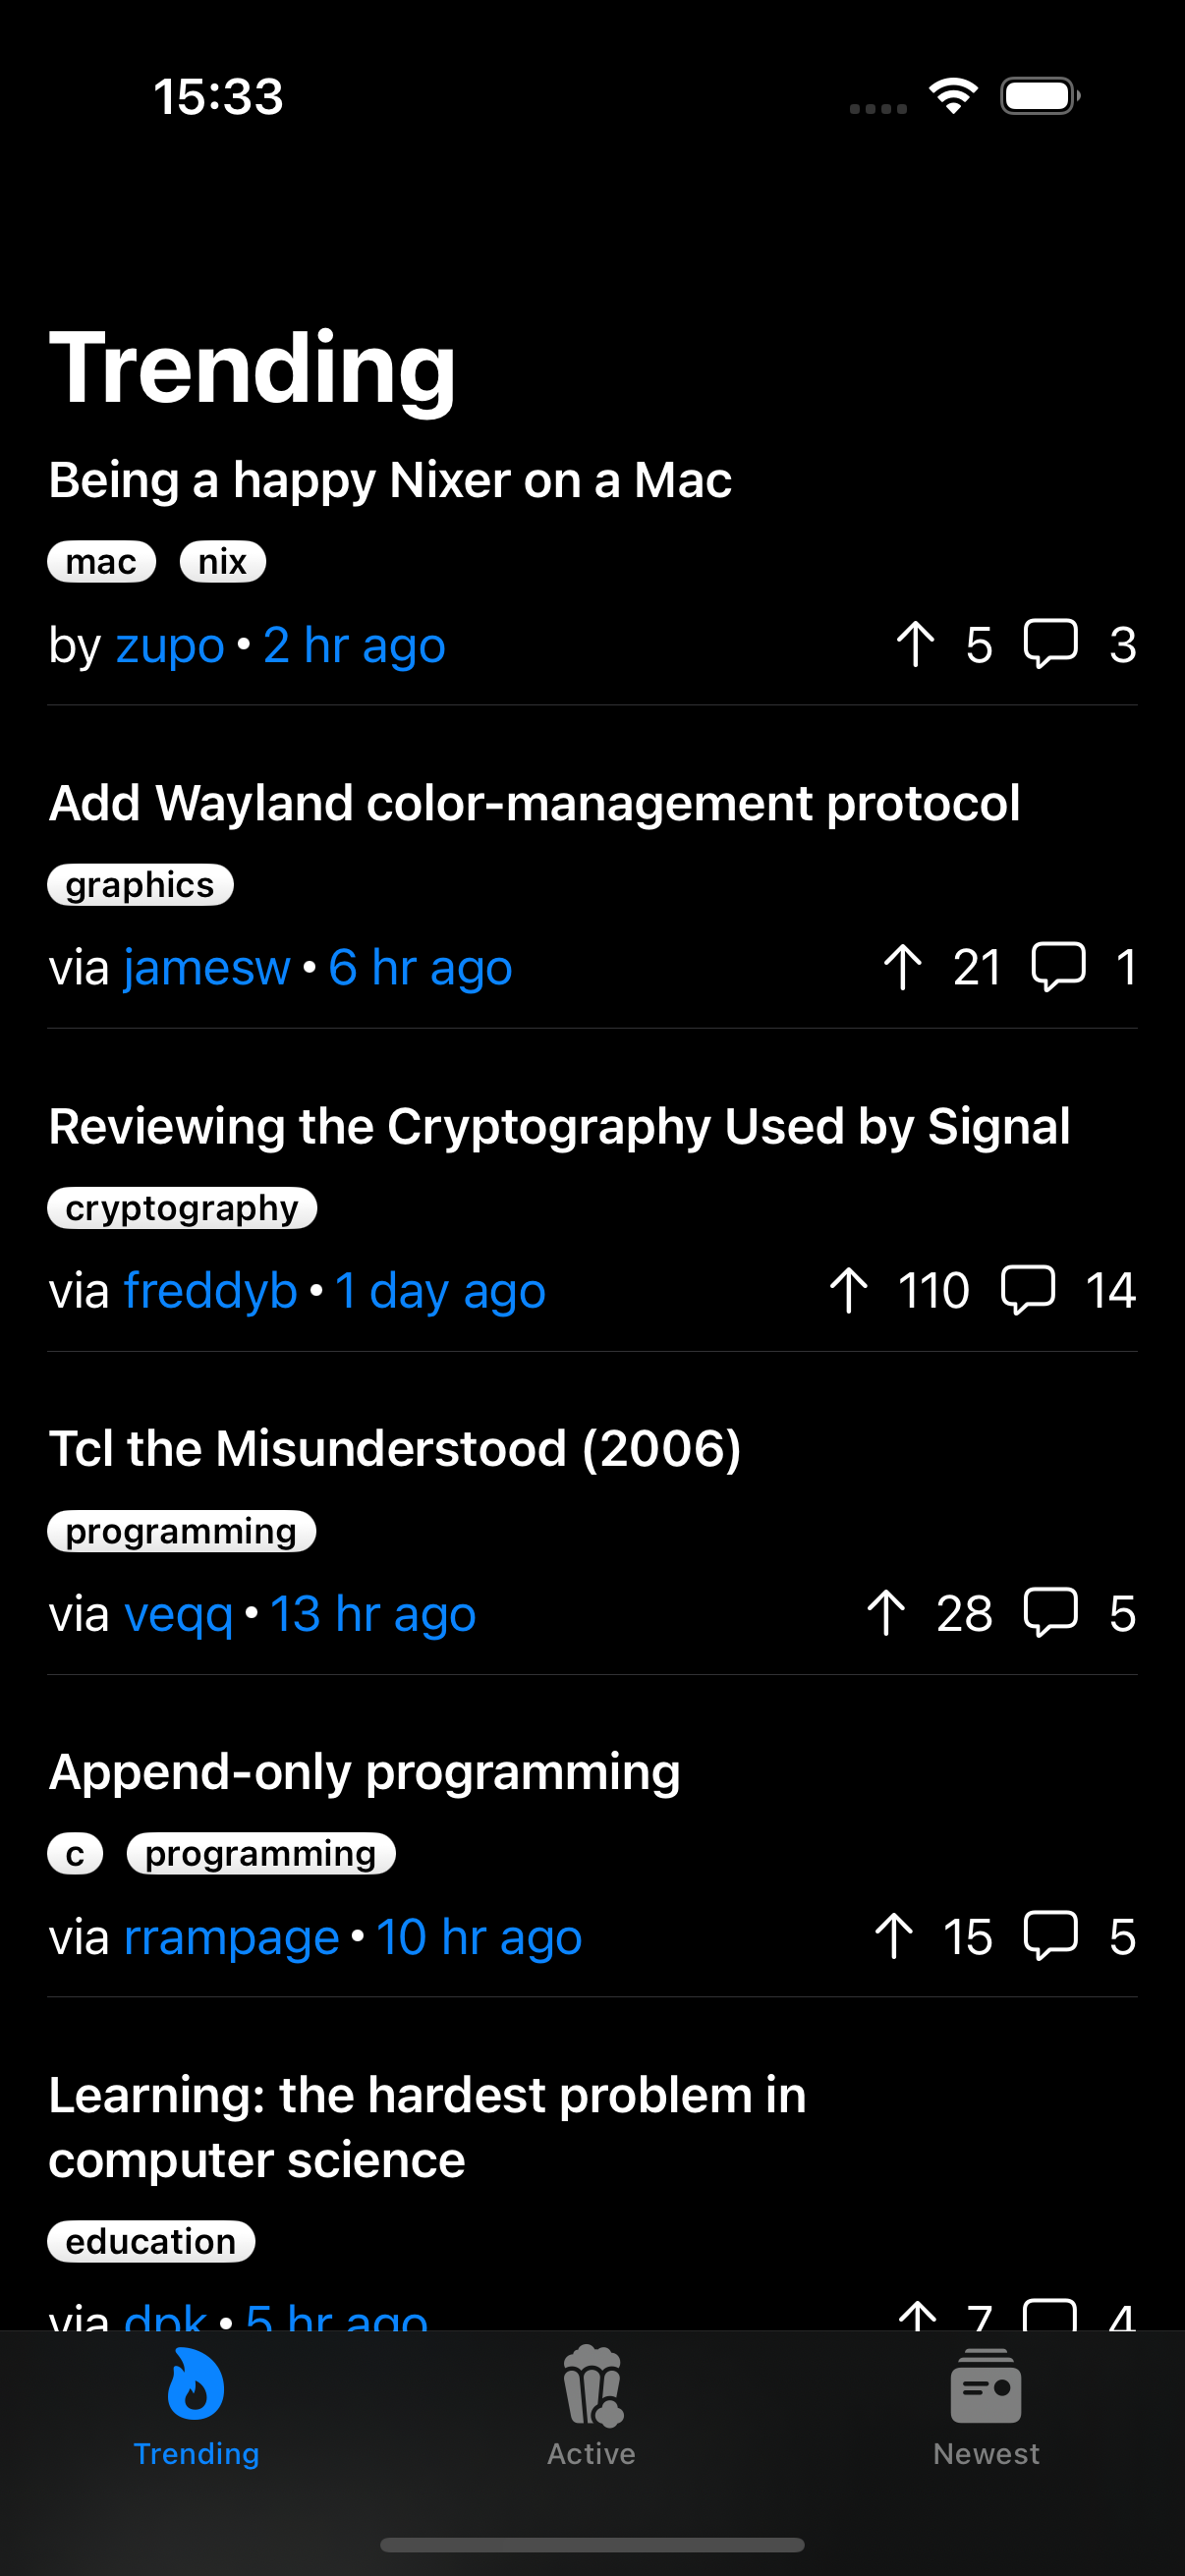 15:33
Trending
Being a happy Nixer on a Mac
mac nix
by zupo • 2 hr ago 5 3
Add Wayland color-management protocol
graphics
via jamesw • 6 hr ago 21 1
Reviewing the Cryptography Used by Signal
cryptography
via freddyb • 1 day ago 110 14
Tcl the Misunderstood (2006)
programming
via veqq • 13 hr ago 28 5
Append-only programming
c programming
via rrampage • 10 hr ago 15 5
Learning: the hardest problem in
computer science
education
via dpk • 5 hr ago 7 4
Trending Active Newest